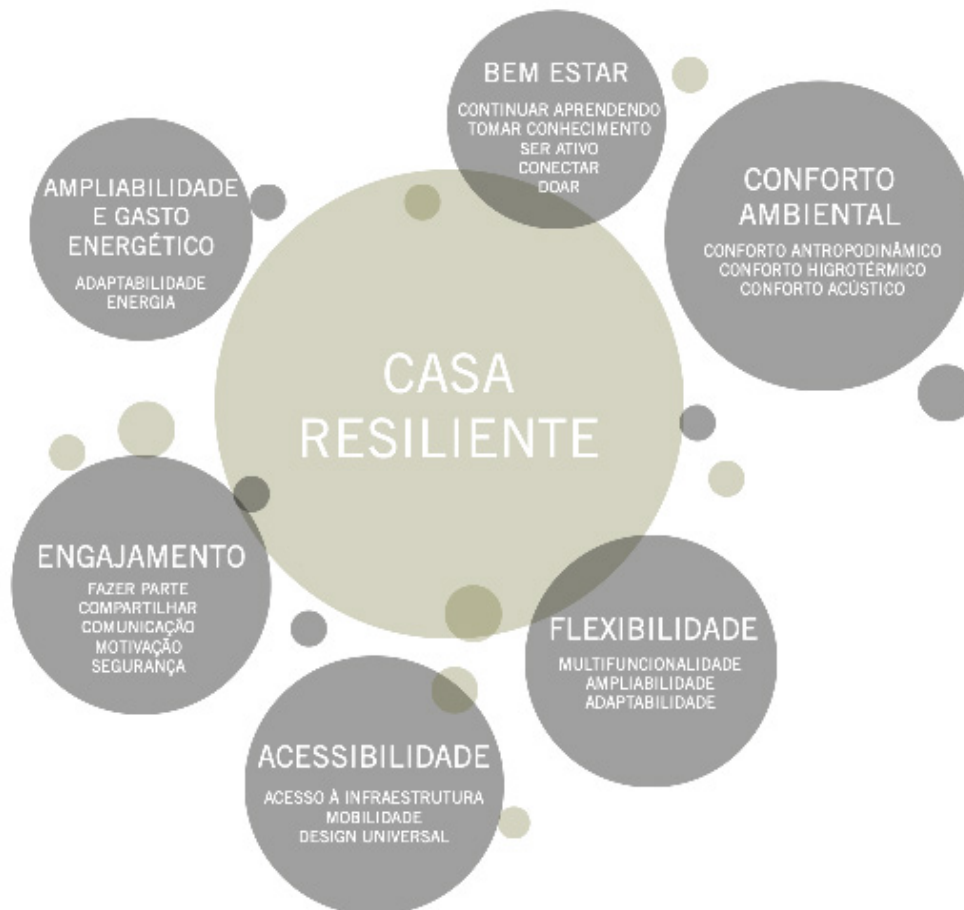 BEM ESTAR
CONTINUAR APRENDENDO
TOMAR CONHECIMENTO
SER ATIVO
CONECTAR
DOAR
CONFORTO
AMBIENTAL
CONFORTO ANTROPODINÂMICO
CONFORTO HIGROTÉRMICO
CONFORTO ACÚSTICO
AMPLIABILIDADE
E GASTO
ENERGÉTICO
ADAPTABILIDADE
ENERGIA
CASA
RESILIENTE
ENGAJAMENTO
FAZER PARTE
COMPARTILHAR
COMUNICAÇÃO
MOTIVAÇÃO
SEGURANÇA
FLEXIBILIDADE
MULTIFUNCIONALIDADE
AMPLIABILIDADE
ADAPTABILIDADE
ACESSIBILIDADE
ACESSO À INFRAESTRUTURA
MOBILIDADE
DESIGN UNIVERSAL